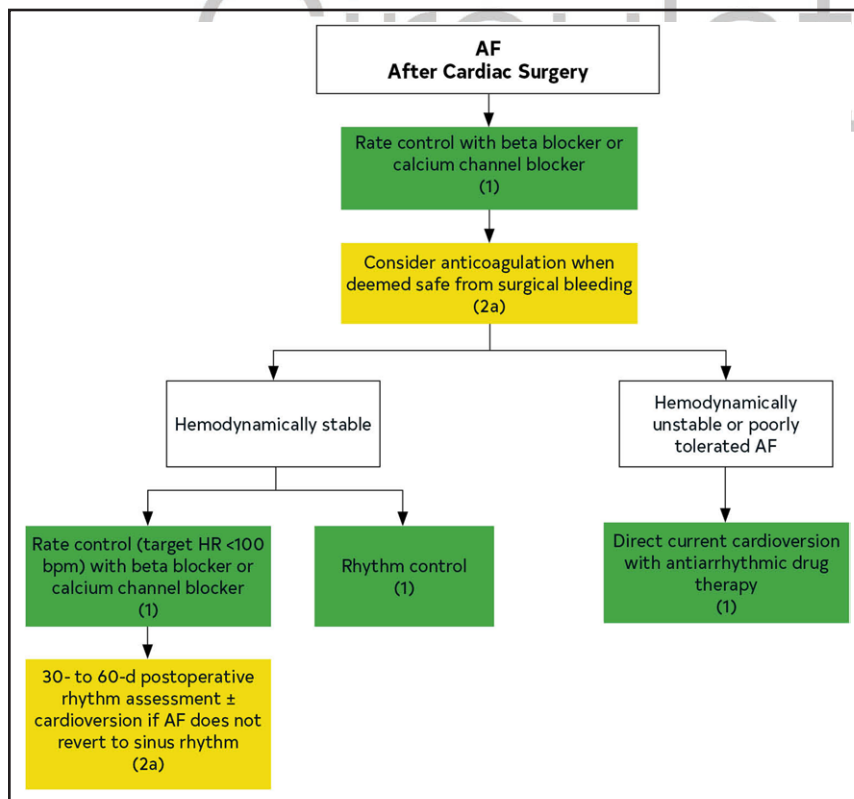 AF
After Cardiac Surgery
Rate control with beta blocker or
calcium channel blocker
(1)
Consider anticoagulation when
deemed safe from surgical bleeding
(2a)
Hemodynamically stable
Hemodynamically
unstable or poorly
tolerated AF
Rate control (target HR <100
bpm) with beta blocker or
calcium channel blocker
(1)
Rhythm control
(1)
Direct current cardioversion
with antiarrhythmic drug
therapy
(1)
30- to 60-d postoperative
rhythm assessment ±
cardioversion if AF does not
revert to sinus rhythm
(2a)